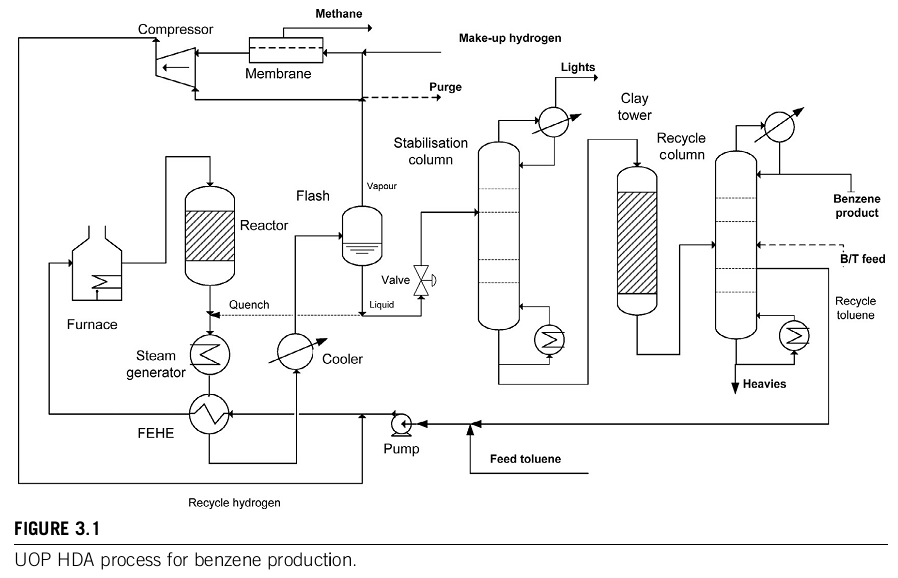 Methane
Compressor
Make-up hydrogen
Membrane
Lights
Purge
Clay
tower
Stabilisation
column
Recycle
column
Vapour
Flash
Reactor
Benzene
product
B/T feed
Valve
Quench
Liquid
Recycle
toluene
Furnace
Steam
generator
Cooler
Heavies
FEHE
Pump
Feed toluene
Recycle hydrogen
FIGURE 3.1
UOP HDA process for benzene production.